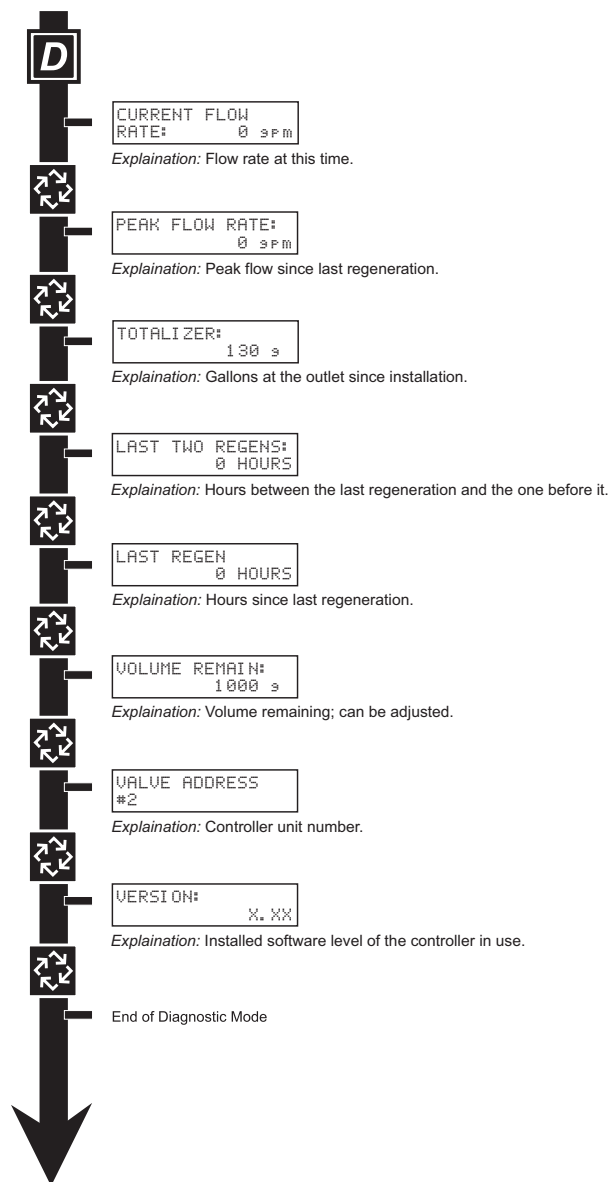 D
CURRENT FLOW
RATE: 0 gpm
Explaination: Flow rate at this time.
PEAK FLOW RATE:
0 gpm
Explaination: Peak flow since last regeneration.
TOTALIZER:
130 g
Explaination: Gallons at the outlet since installation.
LAST TWO REGENS:
0 HOURS
Explaination: Hours between the last regeneration and the one before it.
LAST REGEN
0 HOURS
Explaination: Hours since last regeneration.
VOLUME REMAIN:
1000 g
Explaination: Volume remaining; can be adjusted.
VALVE ADDRESS
#2
Explaination: Controller unit number.
VERSION:
X.XX
Explaination: Installed software level of the controller in use.
End of Diagnostic Mode